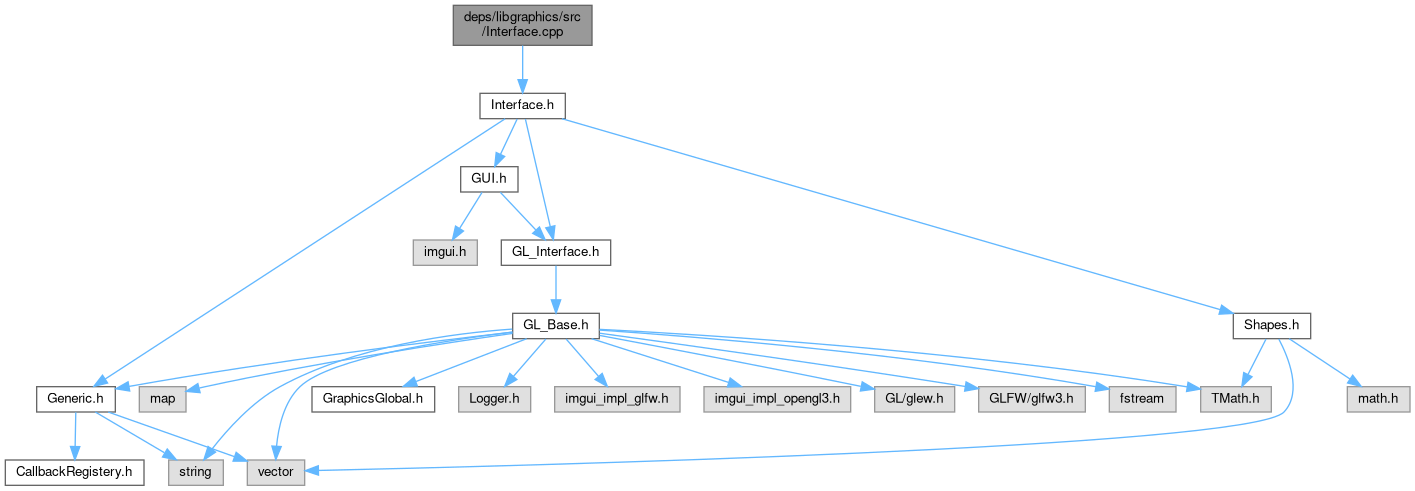 deps/libgraphics/src
/Interface.cpp
Interface.h
GUI.h
imgui.h
GL_Interface.h
GL_Base.h
Shapes.h
Generic.h
map
GraphicsGlobal.h
Logger.h
imgui_impl_glfw.h
imgui_impl_opengl3.h
GL/glew.h
GLFW/glfw3.h
fstream
TMath.h
math.h
CallbackRegistery.h
string
vector